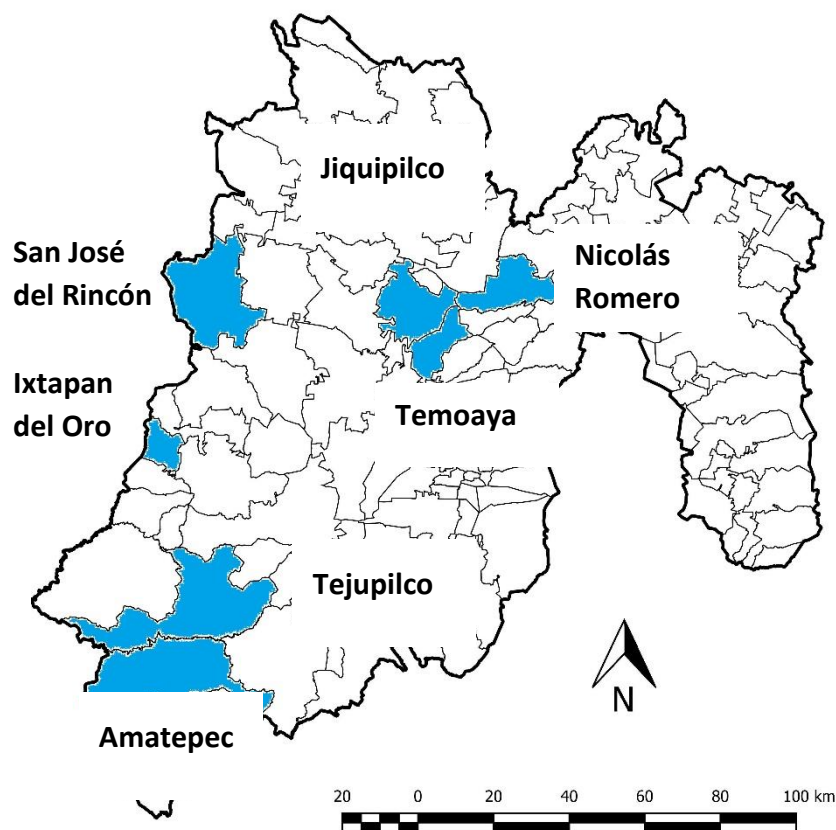 Jiquipilco
San José
del Rincón
Nicolás
Romero
Ixtapan
del Oro
Temoaya
Tejupilco
Amatepec
N
20 0 20 40 60 80 100 km